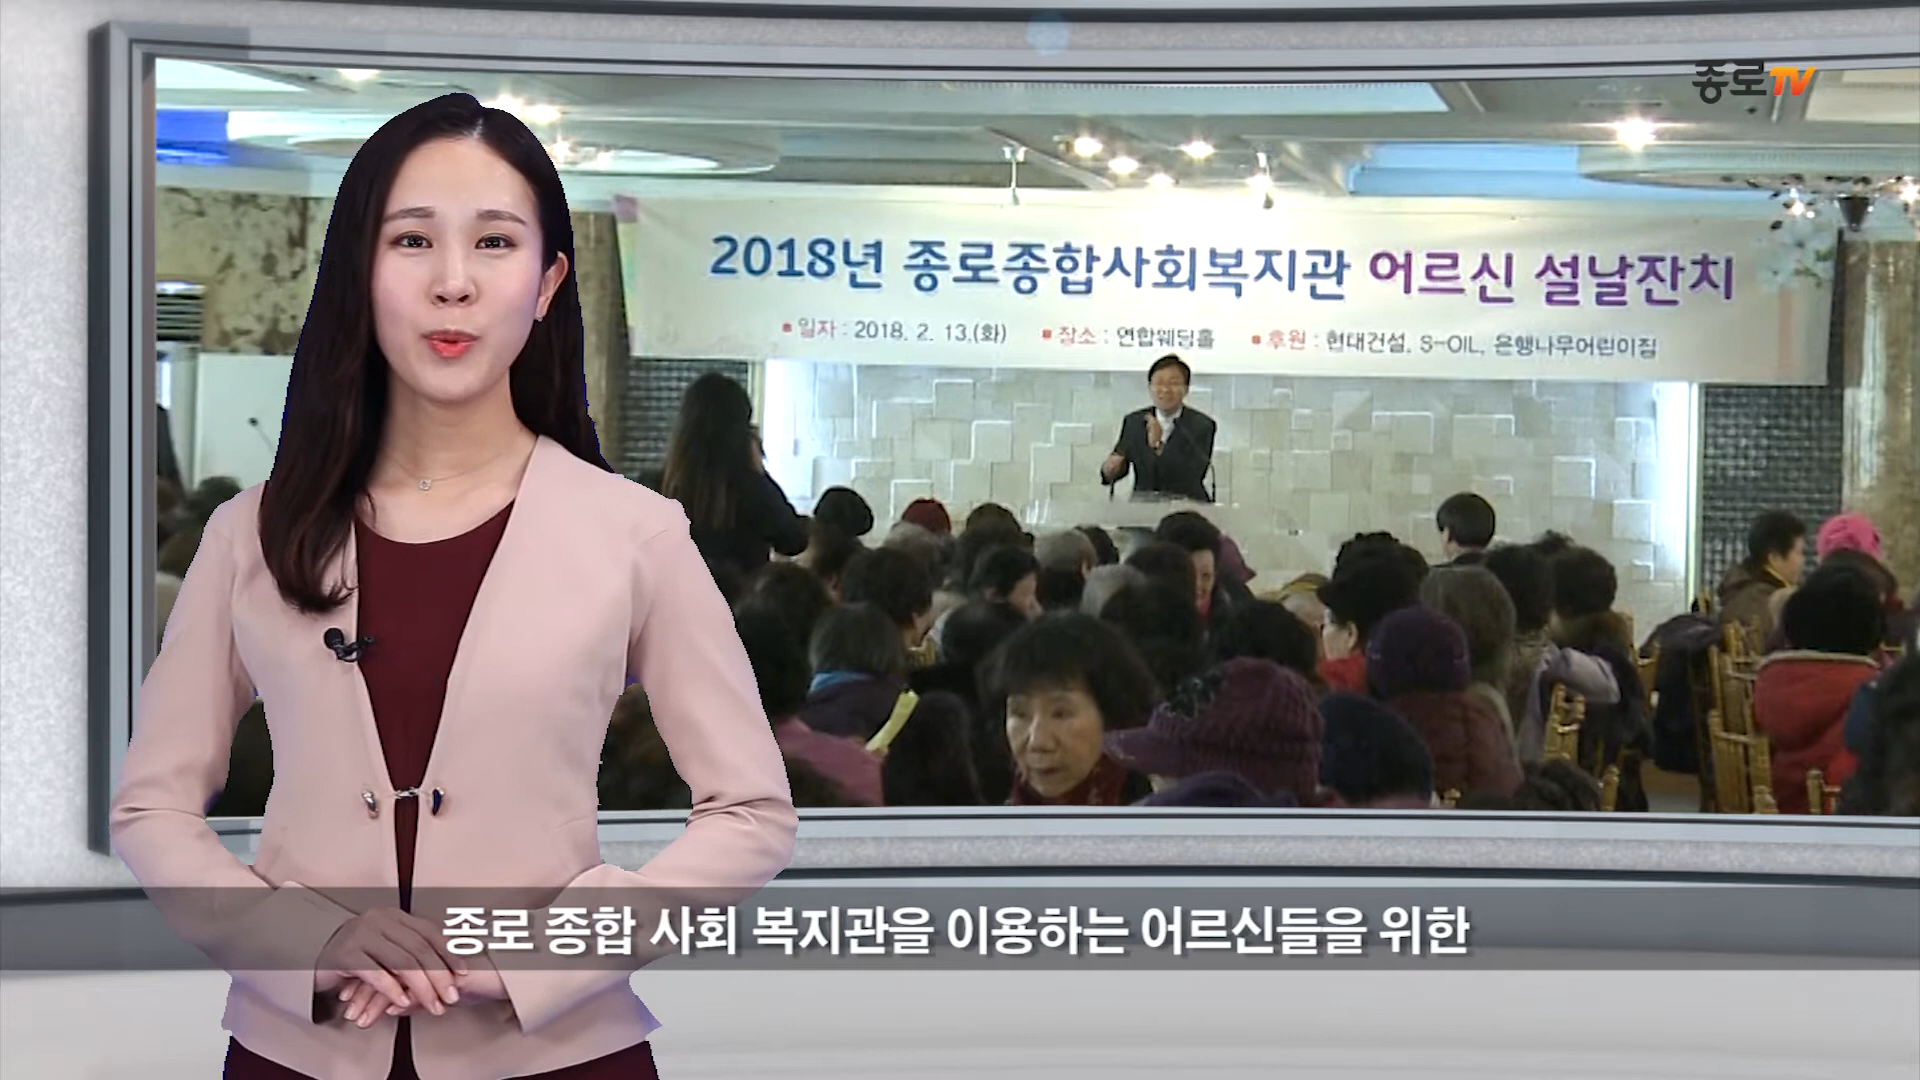 종로TV
2018년 종로종합사회복지관 어르신 설날잔치
일자 : 2018. 2. 13.(화) 장소 : 연합웨딩홀 후원 : 현대건설, S-OIL, 은행나무어린이집
종로 종합 사회 복지관을 이용하는 어르신들을 위한